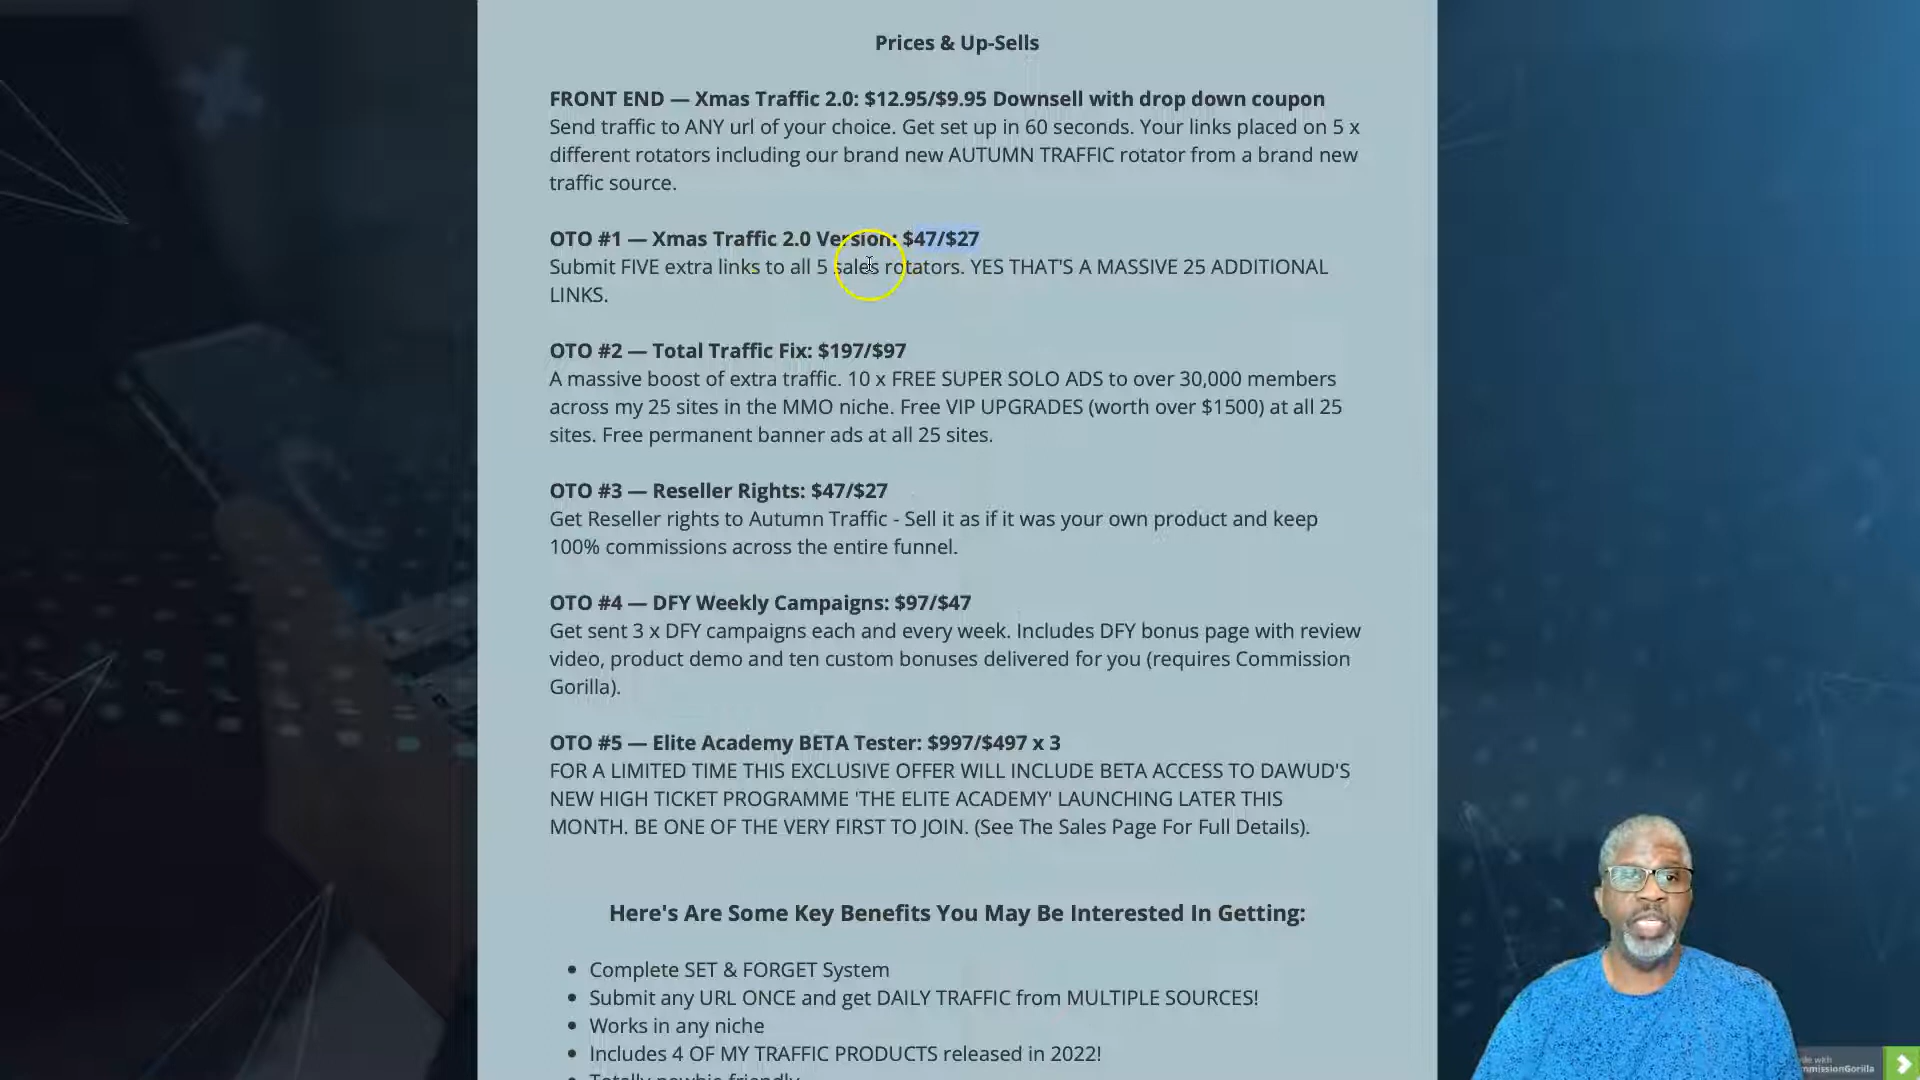 Prices & Up-Sells
FRONT END — Xmas Traffic 2.0: $12.95/$9.95 Downsell with drop down coupon
Send traffic to ANY url of your choice. Get set up in 60 seconds. Your links placed on 5 x
different rotators including our brand new AUTUMN TRAFFIC rotator from a brand new
traffic source.
OTO #1 — Xmas Traffic 2.0 Version: $47/$27
Submit FIVE extra links to all 5 sales rotators. YES THAT'S A MASSIVE 25 ADDITIONAL
LINKS.
OTO #2 — Total Traffic Fix: $197/$97
A massive boost of extra traffic. 10 x FREE SUPER SOLO ADS to over 30,000 members
across my 25 sites in the MMO niche. Free VIP UPGRADES (worth over $1500) at all 25
sites. Free permanent banner ads at all 25 sites.
OTO #3 — Reseller Rights: $47/$27
Get Reseller rights to Autumn Traffic - Sell it as if it was your own product and keep
100% commissions across the entire funnel.
OTO #4 — DFY Weekly Campaigns: $97/$47
Get sent 3 x DFY campaigns each and every week. Includes DFY bonus page with review
video, product demo and ten custom bonuses delivered for you (requires Commission
Gorilla).
OTO #5 — Elite Academy BETA Tester: $997/$497 x 3
FOR A LIMITED TIME THIS EXCLUSIVE OFFER WILL INCLUDE BETA ACCESS TO DAWUD'S
NEW HIGH TICKET PROGRAMME 'THE ELITE ACADEMY' LAUNCHING LATER THIS
MONTH. BE ONE OF THE VERY FIRST TO JOIN. (See The Sales Page For Full Details).
Here's Are Some Key Benefits You May Be Interested In Getting:
Complete SET & FORGET System
Submit any URL ONCE and get DAILY TRAFFIC from MULTIPLE SOURCES!
Works in any niche
Includes 4 OF MY TRAFFIC PRODUCTS released in 2022!
Totally newbie friendly